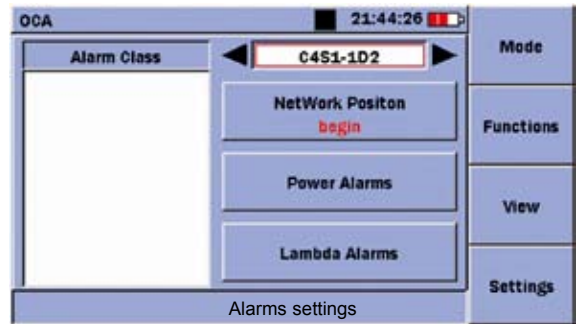 OCA 21:44:26
Alarm Class
C4S1-1D2
NetWork Positon
begin
Power Alarms
Lambda Alarms
Alarms settings
Mode
Functions
View
Settings